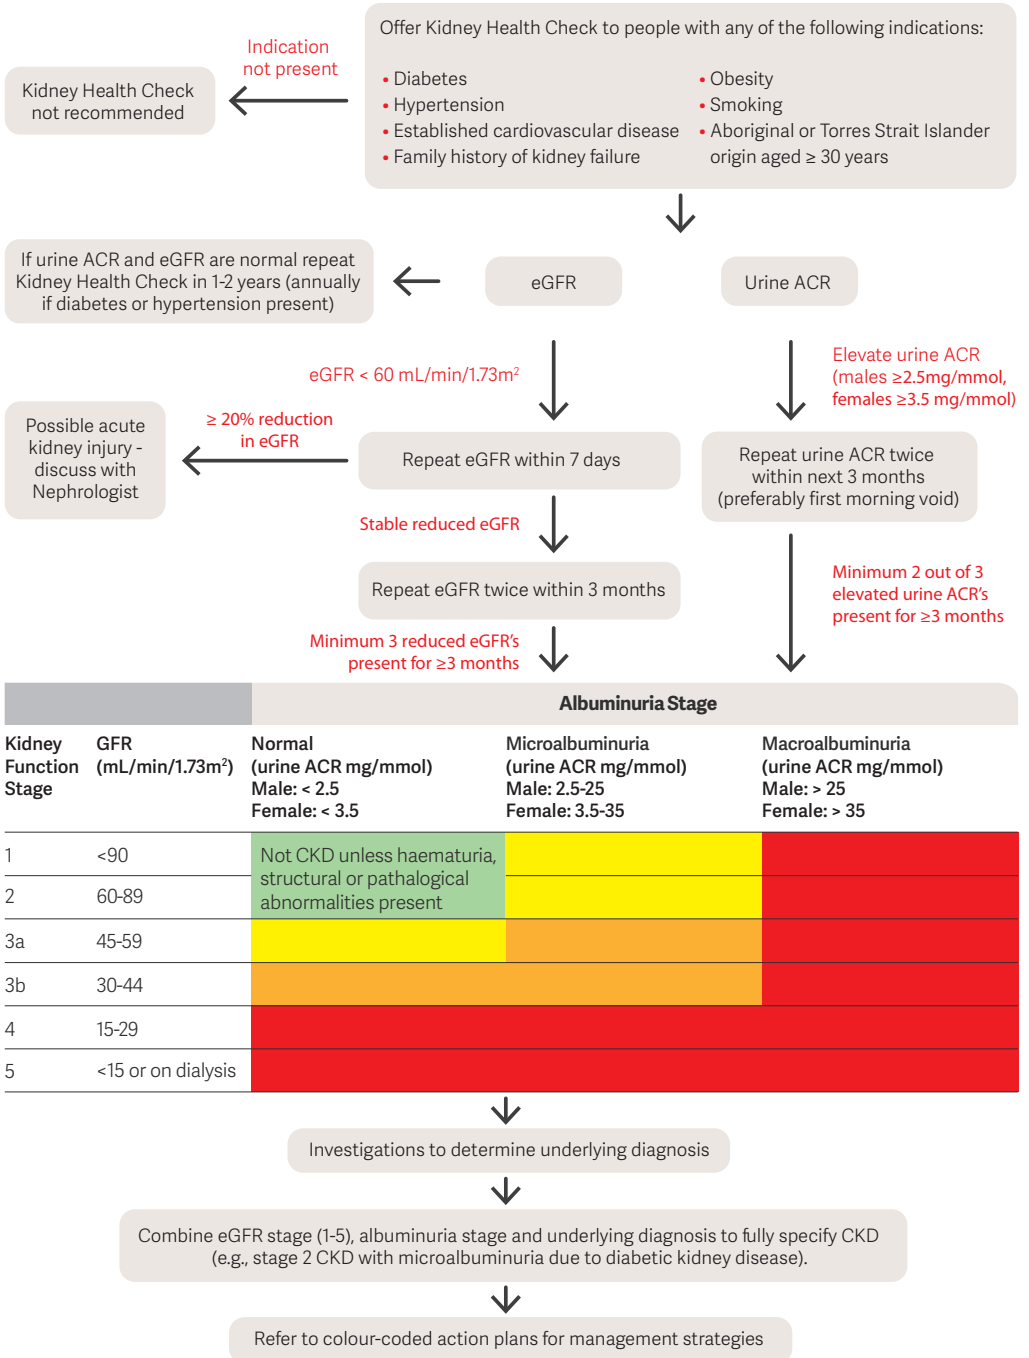 Offer Kidney Health Check to people with any of the following indications:
• Diabetes
• Hypertension
• Established cardiovascular disease
• Family history of kidney failure
• Obesity
• Smoking
• Aboriginal or Torres Strait Islander
origin aged ≥ 30 years
Indication
not present
Kidney Health Check
not recommended
If urine ACR and eGFR are normal repeat
Kidney Health Check in 1-2 years (annually
if diabetes or hypertension present)
eGFR
Urine ACR
eGFR < 60 mL/min/1.73m²
Elevate urine ACR
(males ≥2.5mg/mmol,
females ≥3.5 mg/mmol)
Possible acute
kidney injury -
discuss with
Nephrologist
≥ 20% reduction
in eGFR
Repeat eGFR within 7 days
Repeat urine ACR twice
within next 3 months
(preferably first morning void)
Stable reduced eGFR
Repeat eGFR twice within 3 months
Minimum 2 out of 3
elevated urine ACR's
present for ≥3 months
Minimum 3 reduced eGFR's
present for ≥3 months
Albuminuria Stage
Kidney
Function
Stage
GFR
(mL/min/1.73m²)
Normal
(urine ACR mg/mmol)
Male: < 2.5
Female: < 3.5
Microalbuminuria
(urine ACR mg/mmol)
Male: 2.5-25
Female: 3.5-35
Macroalbuminuria
(urine ACR mg/mmol)
Male: > 25
Female: > 35
1 <90
2 60-89
Not CKD unless haematuria,
structural or pathalogical
abnormalities present
3a 45-59
3b 30-44
4 15-29
5 <15 or on dialysis
Investigations to determine underlying diagnosis
Combine eGFR stage (1-5), albuminuria stage and underlying diagnosis to fully specify CKD
(e.g., stage 2 CKD with microalbuminuria due to diabetic kidney disease).
Refer to colour-coded action plans for management strategies